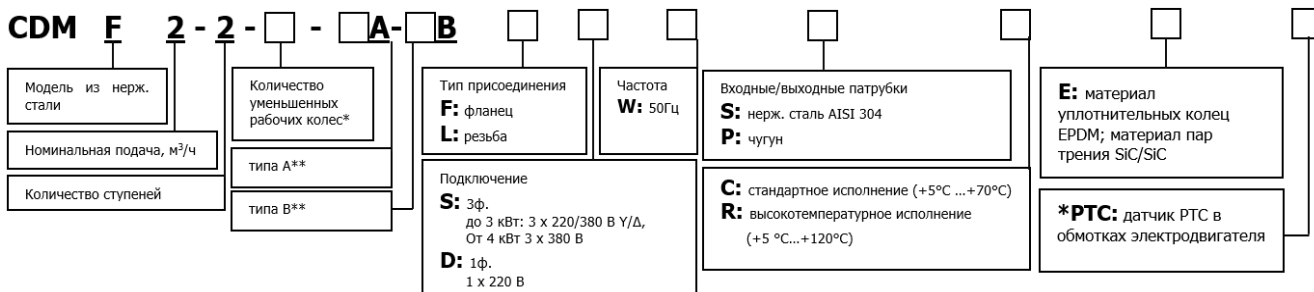 CDM F 2 - 2 - - A- B
Модель из нерж.
стали
Номинальная подача, м³/ч
Количество ступеней
Количество
уменьшенных
рабочих колес*
типа А**
типа В**
Тип присоединения
F: фланец
L: резьба
Подключение
S: 3ф.
до 3 кВт: 3 х 220/380 В Y/Δ,
От 4 кВт 3 х 380 В
D: 1ф.
1 х 220 В
Частота
W: 50Гц
Входные/выходные патрубки
S: нерж. сталь AISI 304
P: чугун
C: стандартное исполнение (+5°C ...+70°C)
R: высокотемпературное исполнение
(+5 °C...+120°C)
E: материал
уплотнительных колец
EPDM; материал пар
трения SiC/SiC
*PTC: датчик PTC в
обмотках электродвигателя